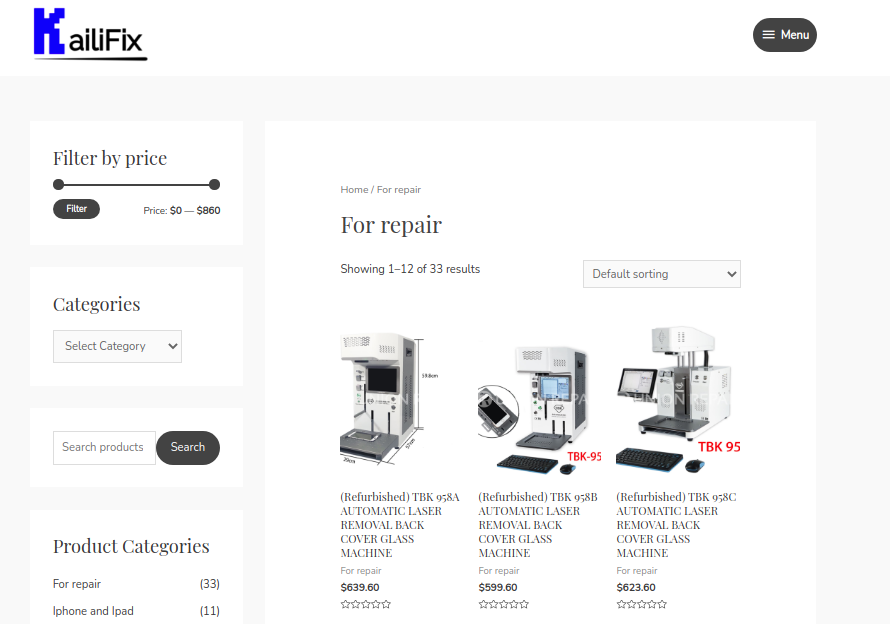 KailiFix
Menu
Filter by price
Filter
Price: $0 — $860
Categories
Select Category
Search products
Search
Product Categories
For repair (33)
Iphone and Ipad (11)
Home / For repair
For repair
Showing 1–12 of 33 results
Default sorting
(Refurbished) TBK 958A
AUTOMATIC LASER
REMOVAL BACK
COVER GLASS
MACHINE
For repair
$639.60
TBK-95
(Refurbished) TBK 958B
AUTOMATIC LASER
REMOVAL BACK
COVER GLASS
MACHINE
For repair
$599.60
TBK 95
(Refurbished) TBK 958C
AUTOMATIC LASER
REMOVAL BACK
COVER GLASS
MACHINE
For repair
$623.60